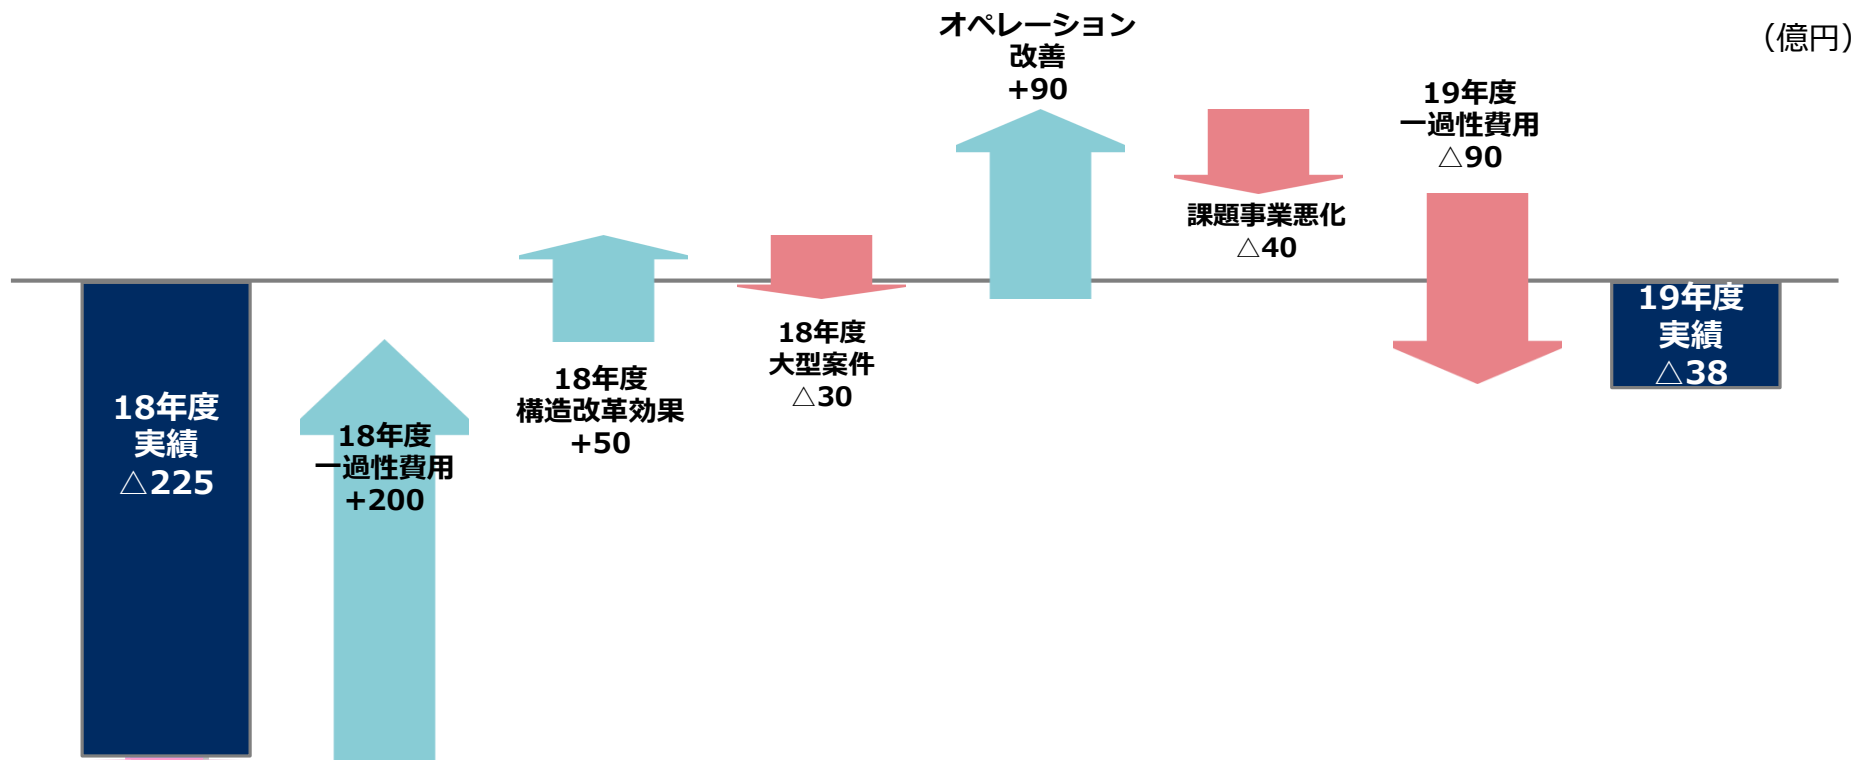 （億円）
18年度
実績
△225
18年度
一過性費用
+200
18年度
構造改革効果
+50
18年度
大型案件
△30
オペレーション
改善
+90
課題事業悪化
△40
19年度
一過性費用
△90
19年度
実績
△38